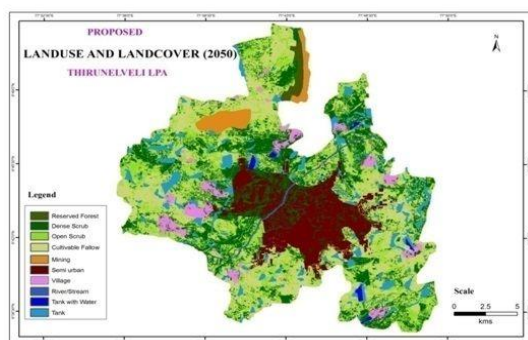 PROPOSED
LANDUSE AND LANDCOVER (2050)
THIRUNELVELI LPA
N
Legend
Reserved Forest
Dense Scrub
Open Scrub
Cultivable Fallow
Mining
Semi urban
Village
River/Stream
Tank with Water
Tank
Scale
0 2.5 5
kms